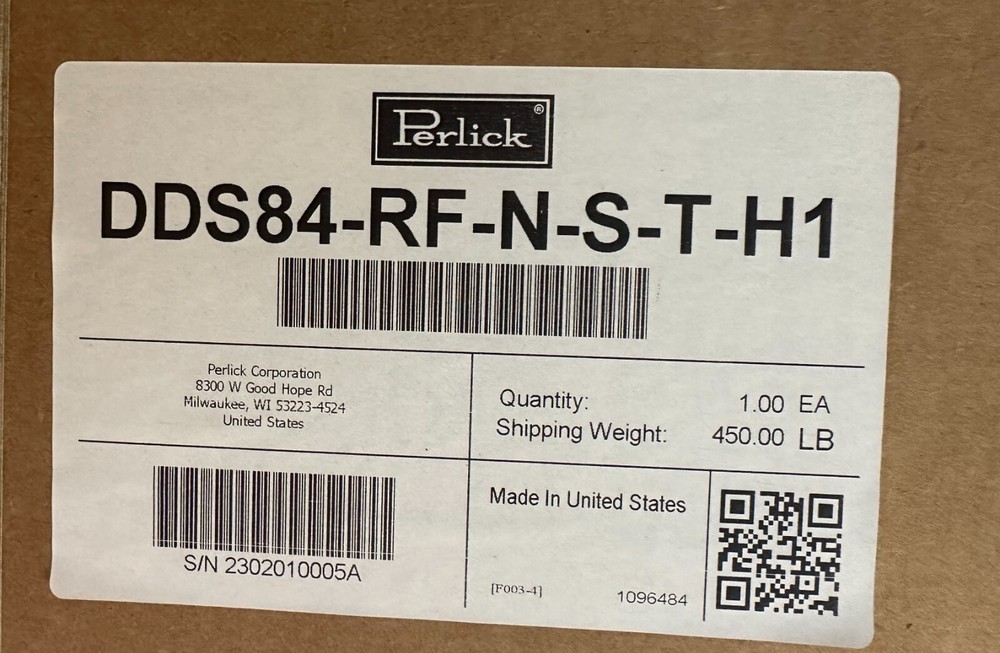 Perlick®
DDS84-RF-N-S-T-H1
Perlick Corporation
8300 W Good Hope Rd
Milwaukee, WI 53223-4524
United States
Quantity: 1.00 EA
Shipping Weight: 450.00 LB
S/N 2302010005A
Made In United States
[F003-4] 1096484